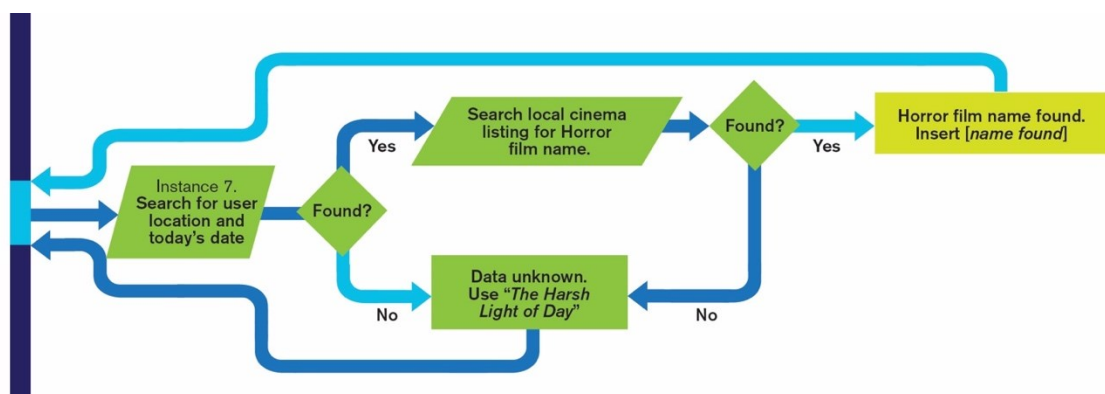 Instance 7.
Search for user
location and
today's date
Found?
Yes
No
Search local cinema
listing for Horror
film name.
Found?
Yes
No
Horror film name found.
Insert [name found]
Data unknown.
Use “The Harsh
Light of Day”